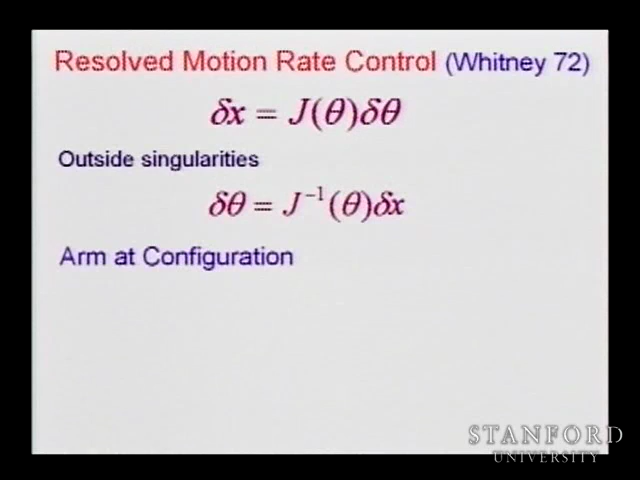 Resolved Motion Rate Control (Whitney 72)
δx = J(θ)δθ
Outside singularities
δθ = J⁻¹(θ)δx
Arm at Configuration
STANFORD
UNIVERSITY